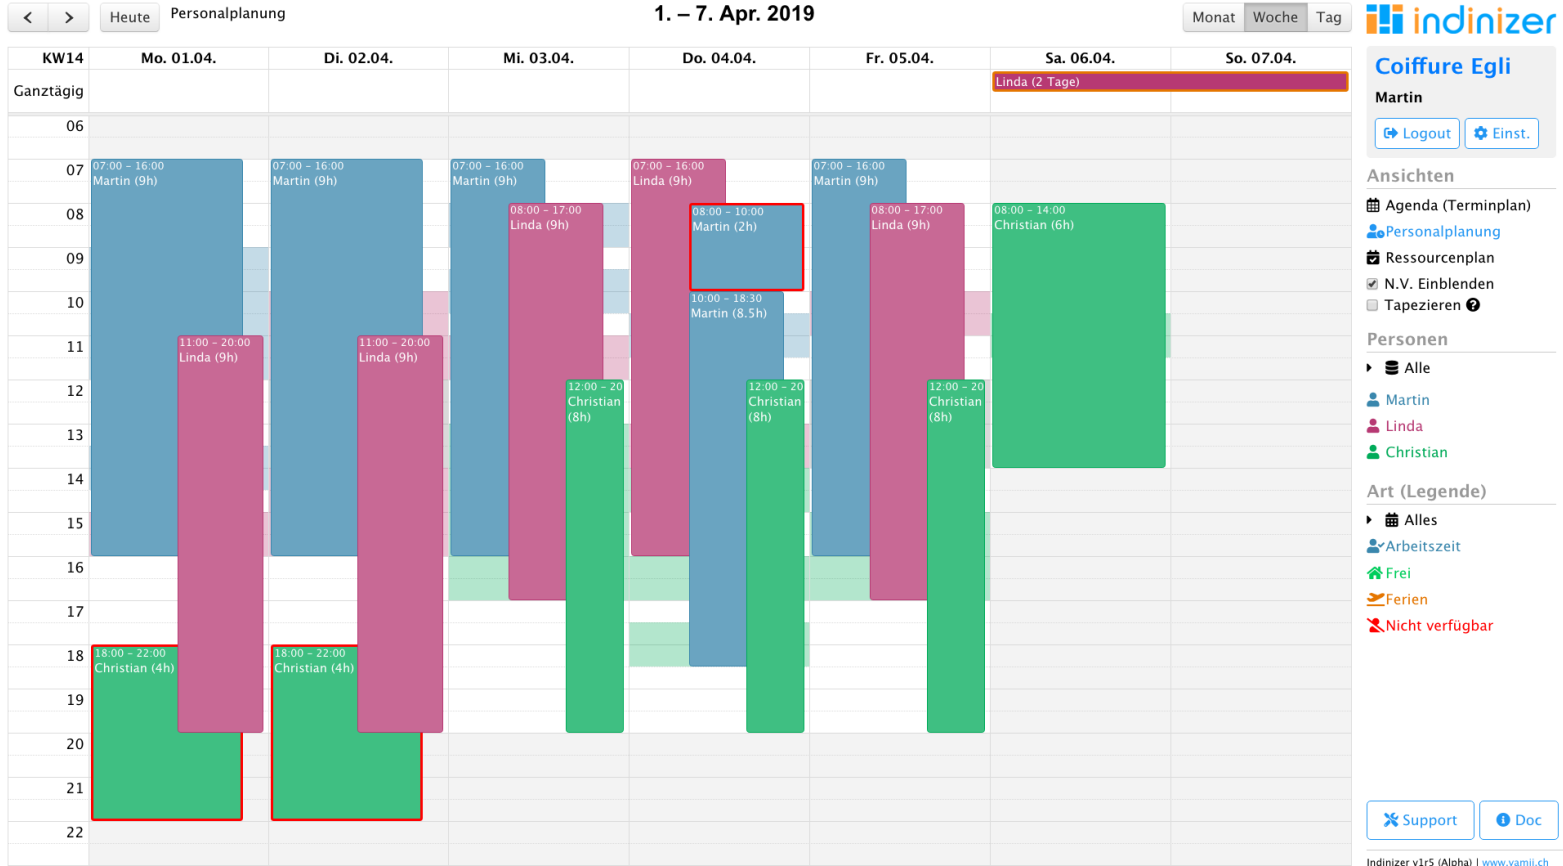 Heute
Personalplanung
1. – 7. Apr. 2019
Monat Woche Tag
indinizer
KW14 Mo. 01.04. Di. 02.04. Mi. 03.04. Do. 04.04. Fr. 05.04. Sa. 06.04. So. 07.04.
Ganztägig
Linda (2 Tage)
06
07
08
09
10
11
12
13
14
15
16
17
18
19
20
21
22
07:00 – 16:00
Martin (9h)
11:00 – 20:00
Linda (9h)
18:00 – 22:00
Christian (4h)
07:00 – 16:00
Martin (9h)
11:00 – 20:00
Linda (9h)
18:00 – 22:00
Christian (4h)
07:00 – 16:00
Martin (9h)
08:00 – 17:00
Linda (9h)
12:00 – 20
Christian
(8h)
07:00 – 16:00
Linda (9h)
08:00 – 10:00
Martin (2h)
10:00 – 18:30
Martin (8.5h)
12:00 – 20
Christian
(8h)
07:00 – 16:00
Martin (9h)
08:00 – 17:00
Linda (9h)
12:00 – 20
Christian
(8h)
08:00 – 14:00
Christian (6h)
Coiffure Egli
Martin
Logout Einst.
Ansichten
Agenda (Terminplan)
Personalplanung
Ressourcenplan
N.V. Einblenden
Tapezieren ?
Personen
Alle
Martin
Linda
Christian
Art (Legende)
Alles
Arbeitszeit
Frei
Ferien
Nicht verfügbar
Support Doc
Indinizer v1r5 (Alpha) | www.yamii.ch